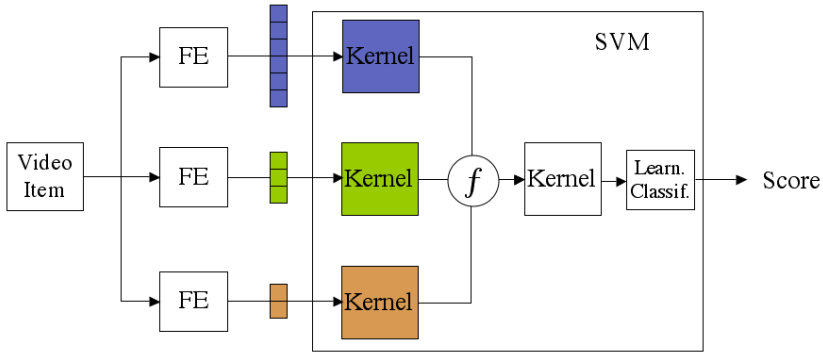 SVM
FE
Kernel
Video
Item
FE
Kernel
f
Kernel
Learn.
Classif.
Score
FE
Kernel